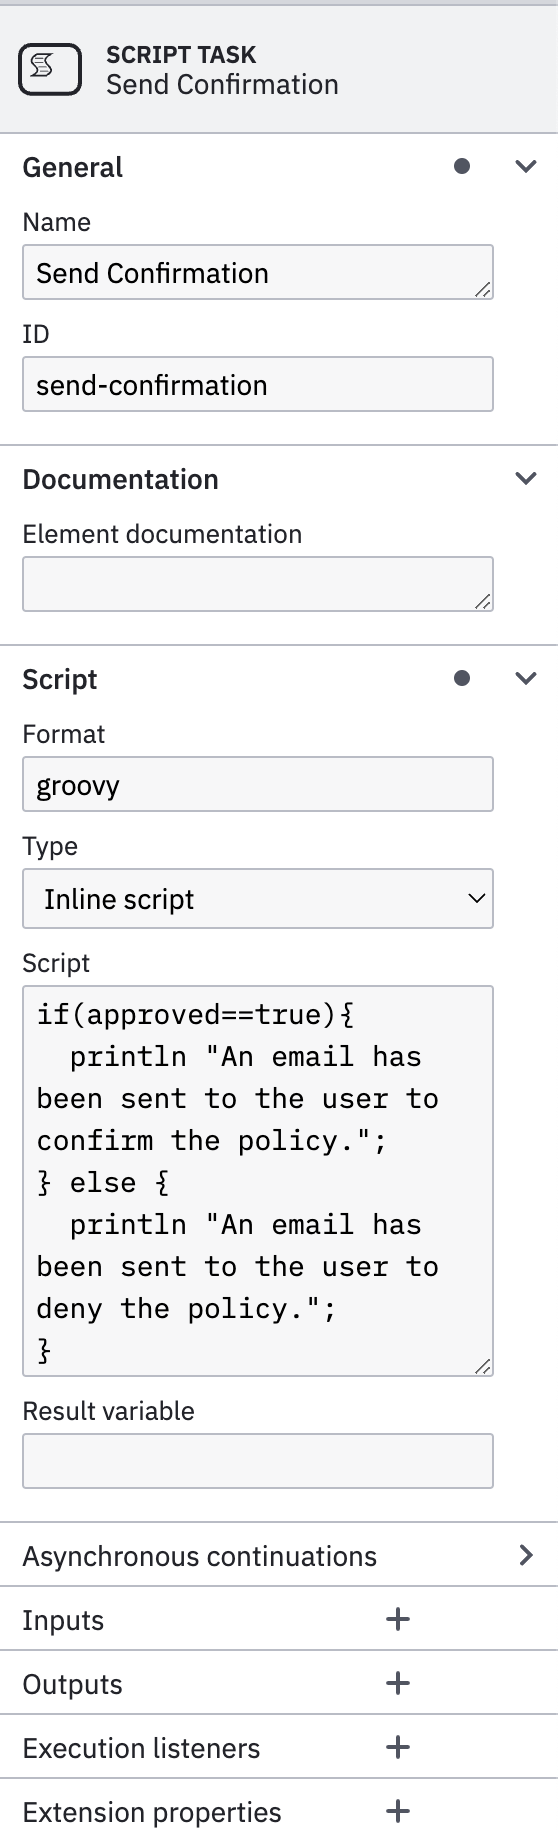 SCRIPT TASK
Send Confirmation
General
Name
Send Confirmation
ID
send-confirmation
Documentation
Element documentation
Script
Format
groovy
Type
Inline script
Script
if(approved==true){
  println "An email has
been sent to the user to
confirm the policy.";
} else {
  println "An email has
been sent to the user to
deny the policy.";
}
Result variable
Asynchronous continuations
Inputs
Outputs
Execution listeners
Extension properties